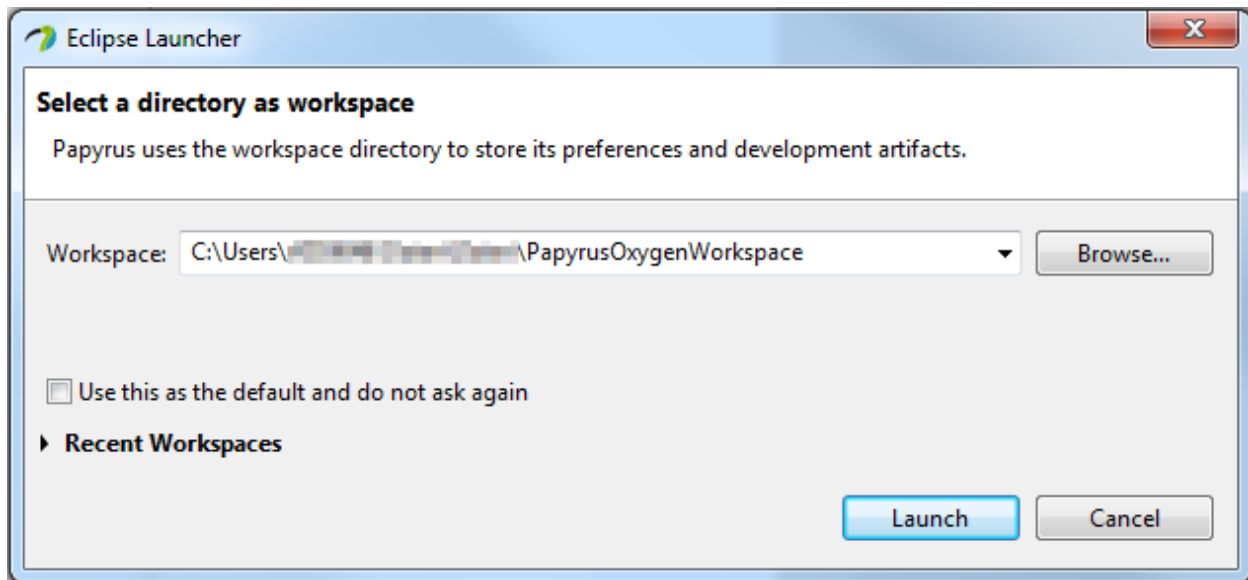 Eclipse Launcher
Select a directory as workspace
Papyrus uses the workspace directory to store its preferences and development artifacts.
Workspace: C:\Users\ \PapyrusOxygenWorkspace Browse...
Use this as the default and do not ask again
Recent Workspaces
Launch Cancel